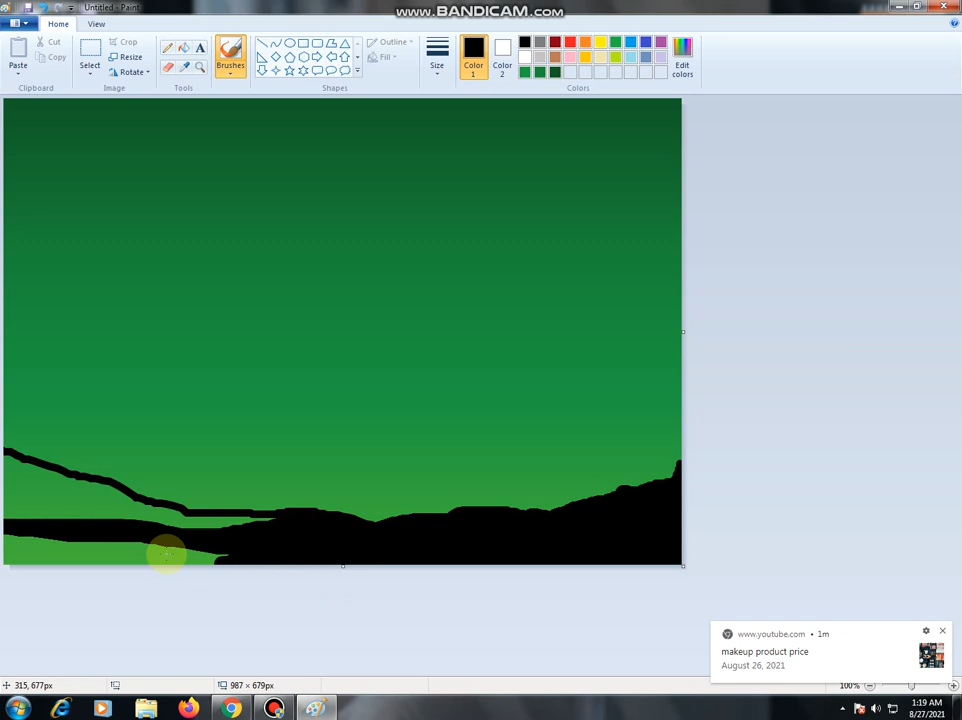 Untitled - Paint
WWW.BANDICAM.COM
Home View
Paste Cut Copy Clipboard
Select Crop Resize Rotate Image
Tools
Brushes
Shapes Outline Fill
Size
Color 1 Color 2 Edit colors
Colors
www.youtube.com • 1m
makeup product price
August 26, 2021
315, 677px 987 × 679px 100%
1:19 AM
8/27/2021